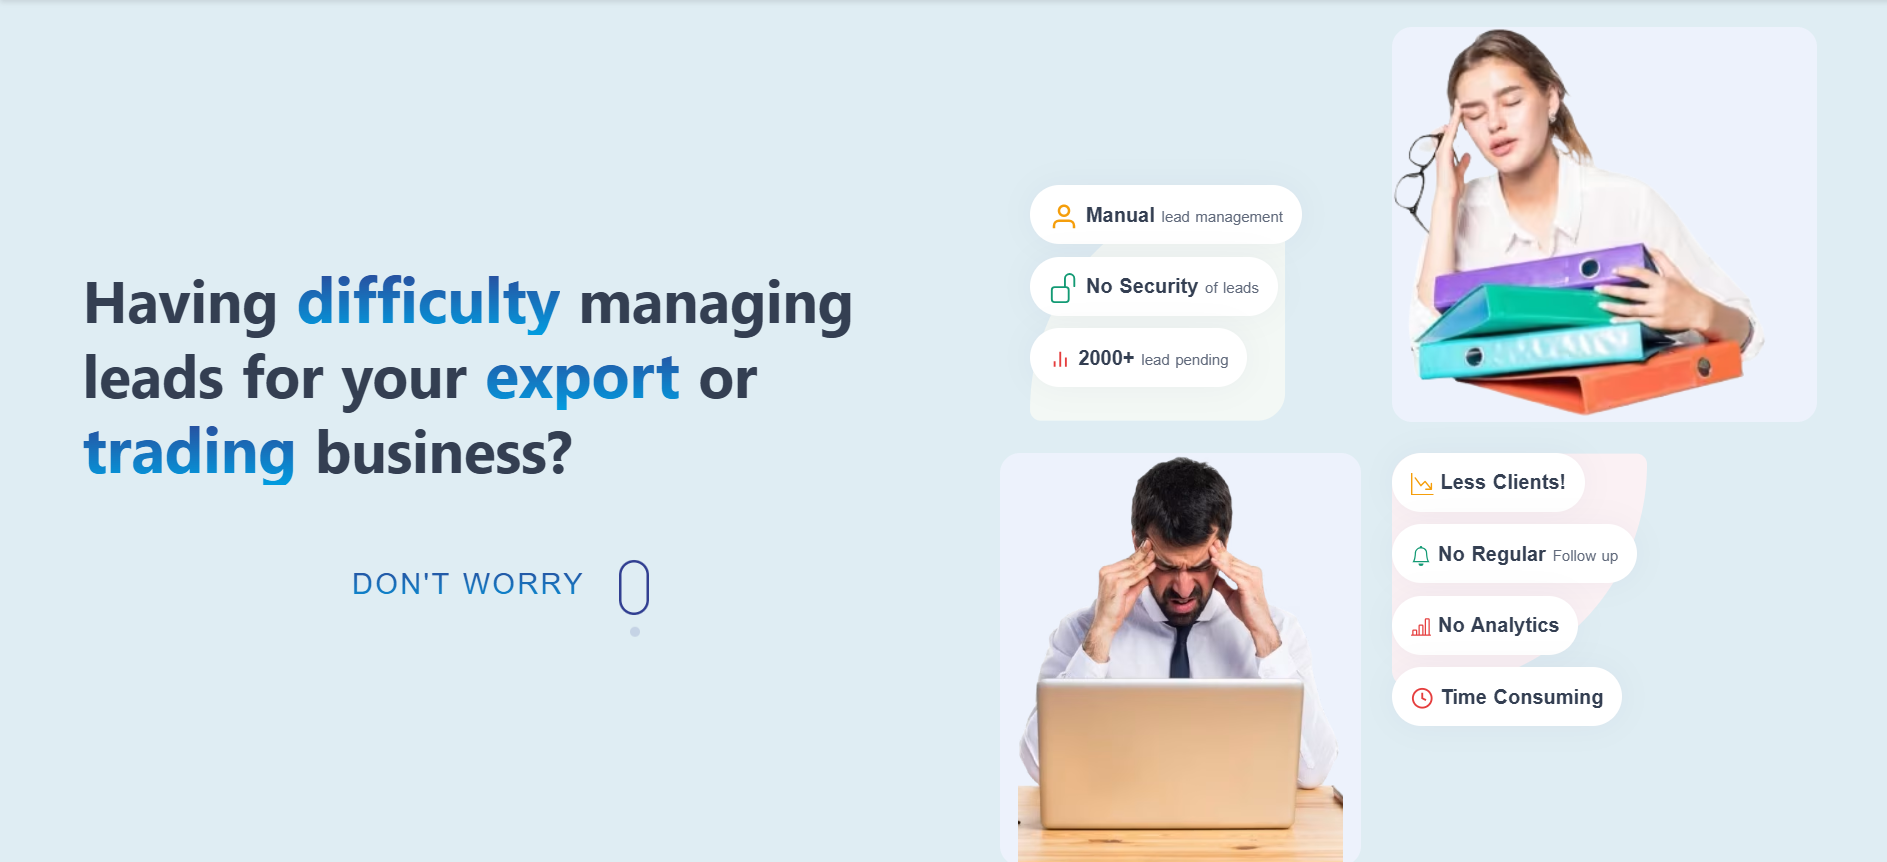 Having difficulty managing
leads for your export or
trading business?
DON'T WORRY
Manual lead management
No Security of leads
2000+ lead pending
Less Clients!
No Regular Follow up
No Analytics
Time Consuming